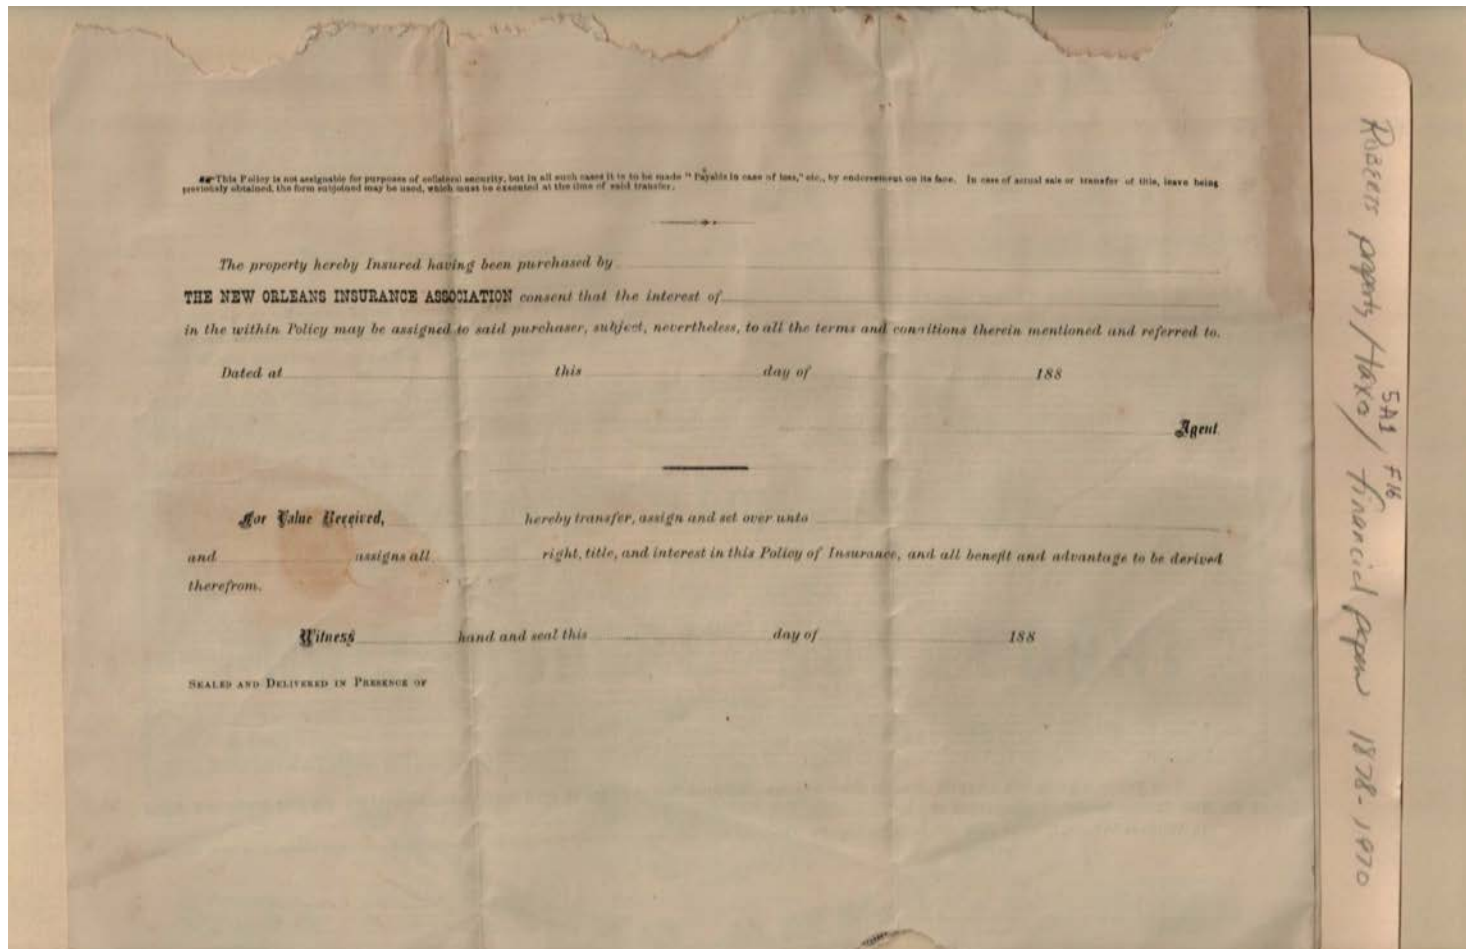 ☞This Policy is not assignable for purposes of collateral security, but in all such cases it is to be made "Payable in case of loss," etc., by endorsement on its face. In case of actual sale or transfer of title, leave being
previously obtained, the form subjoined may be used, which must be executed at the time of said transfer.
The property hereby Insured having been purchased by
THE NEW ORLEANS INSURANCE ASSOCIATION consent that the interest of
in the within Policy may be assigned to said purchaser, subject, nevertheless, to all the terms and conditions therein mentioned and referred to.
Dated at this day of 188
Agent.
For Value Received, hereby transfer, assign and set over unto
and assigns all right, title, and interest in this Policy of Insurance, and all benefit and advantage to be derived
therefrom.
Witness hand and seal this day of 188
SEALED AND DELIVERED IN PRESENCE OF
5A1 F16
Roberts property / taxes / financial papers 1878-1970